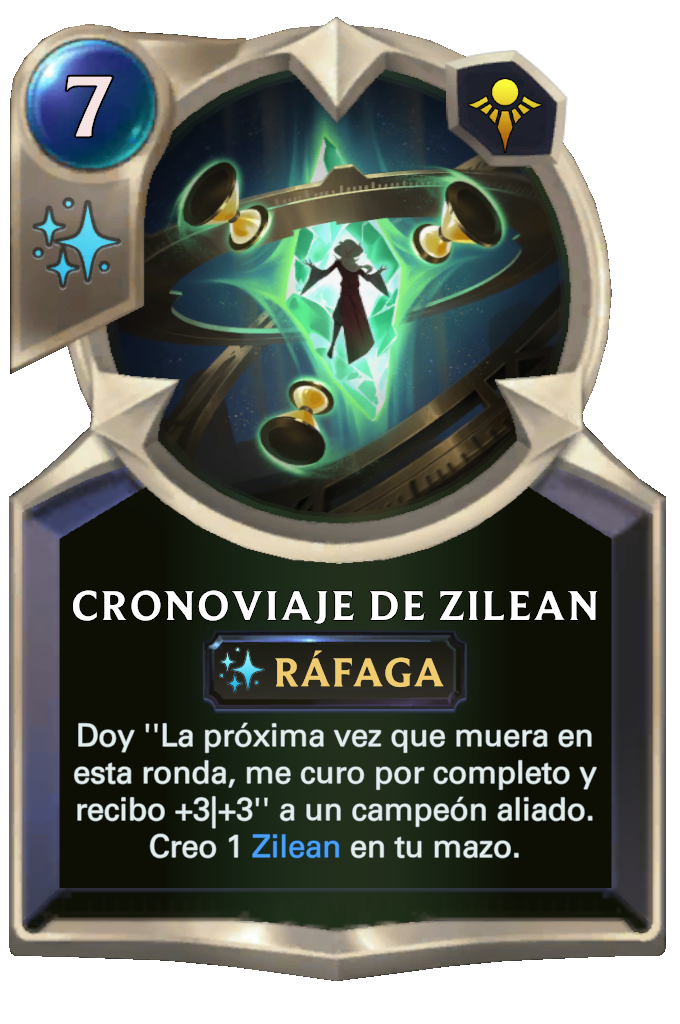 7
CRONOVIAJE DE ZILEAN
RÁFAGA
Doy "La próxima vez que muera en
esta ronda, me curo por completo y
recibo +3|+3" a un campeón aliado.
Creo 1 Zilean en tu mazo.